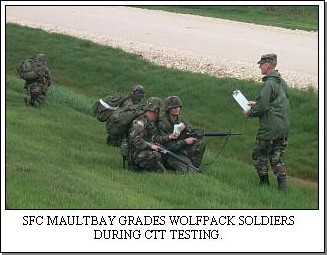 SFC MAULTBAY GRADES WOLFPACK SOLDIERS
DURING CTT TESTING.